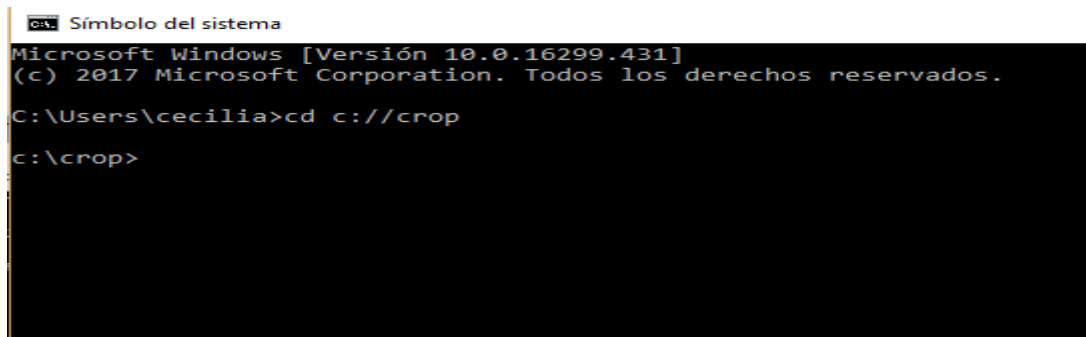 Símbolo del sistema
Microsoft Windows [Versión 10.0.16299.431]
(c) 2017 Microsoft Corporation. Todos los derechos reservados.
C:\Users\cecilia>cd c://crop
c:\crop>